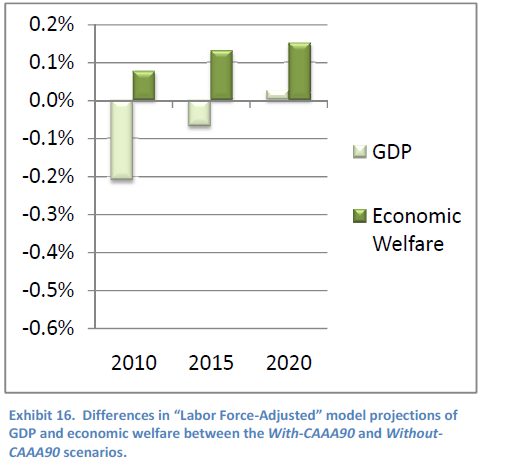 0.2%
0.1%
0.0%
-0.1%
-0.2%
-0.3%
-0.4%
-0.5%
-0.6%
2010 2015 2020
GDP
Economic
Welfare
Exhibit 16. Differences in “Labor Force-Adjusted” model projections of
GDP and economic welfare between the With-CAAA90 and Without-
CAAA90 scenarios.